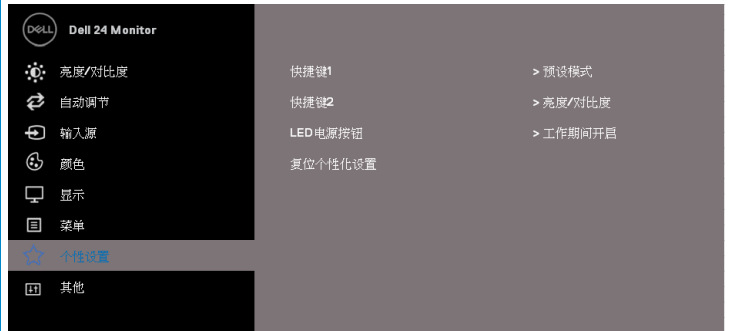 DELL Dell 24 Monitor
亮度/对比度
自动调节
输入源
颜色
显示
菜单
个性设置
其他
快捷键1 > 预设模式
快捷键2 > 亮度/对比度
LED电源按钮 > 工作期间开启
复位个性化设置